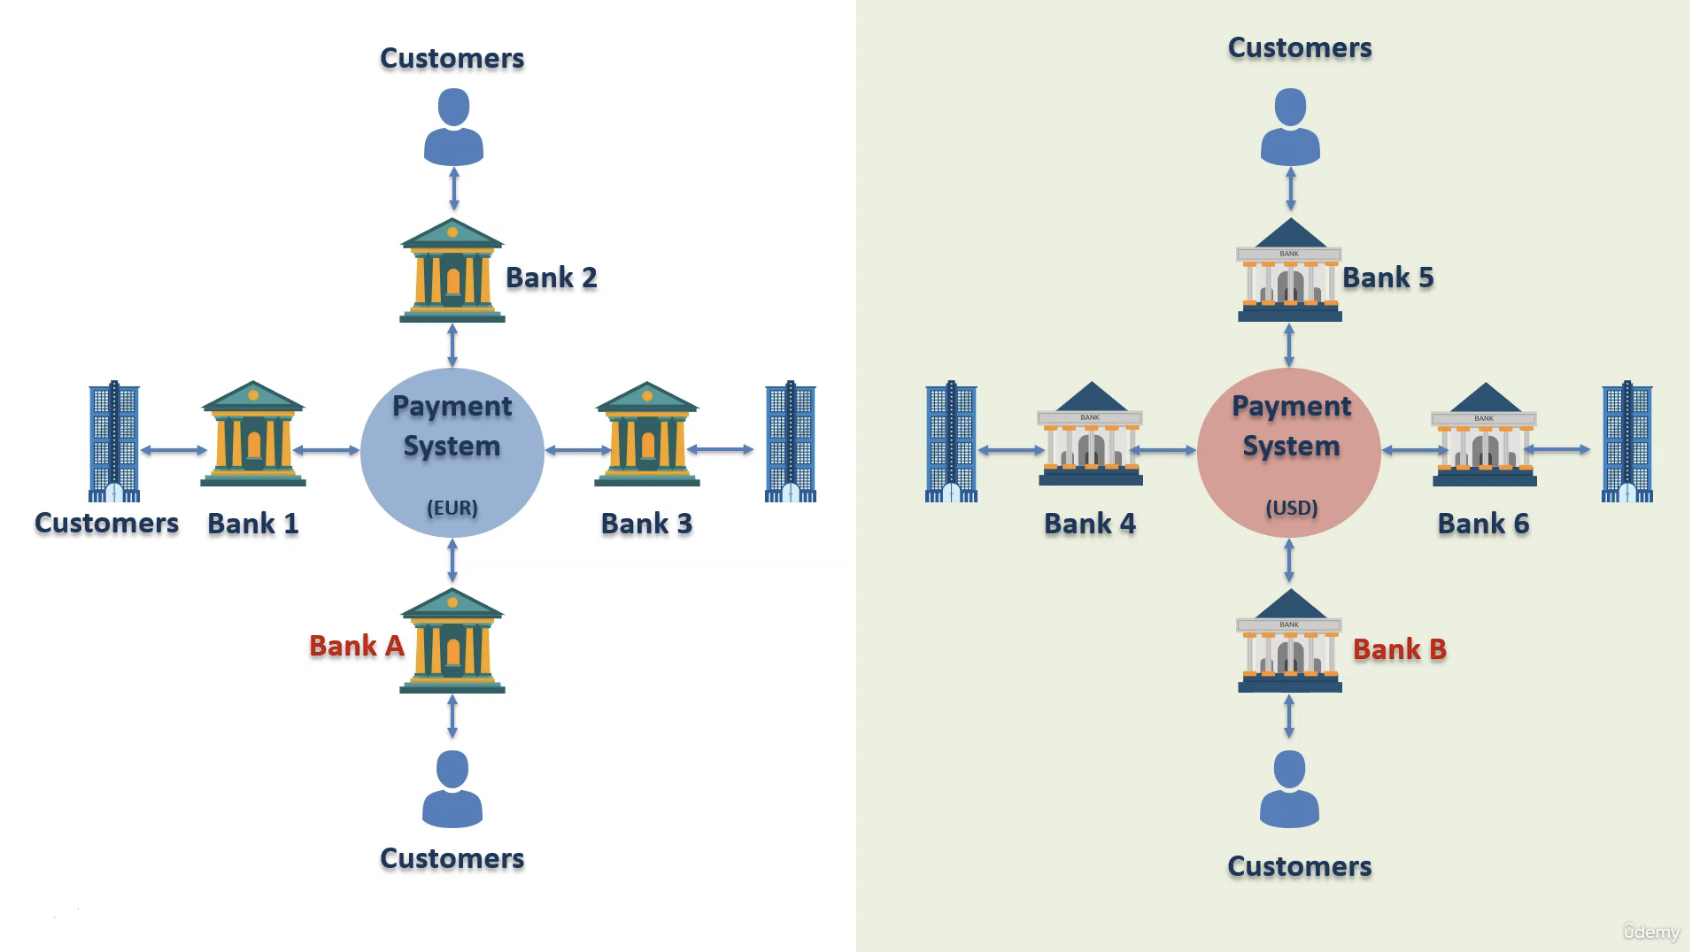 Customers
Customers
Bank 2
Bank 5
BANK
Payment
System
(EUR)
Payment
System
(USD)
BANK
BANK
Customers
Bank 1
Bank 3
Bank 4
Bank 6
Bank A
BANK
Bank B
Customers
Customers
ûdemy